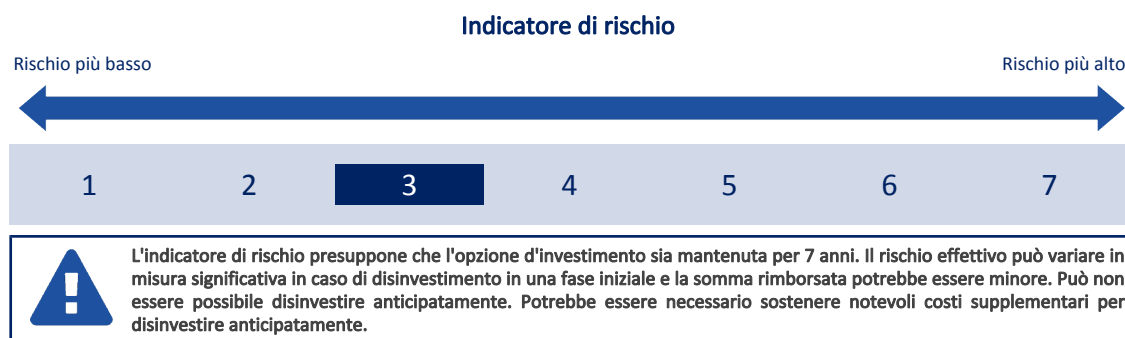 Indicatore di rischio
Rischio più basso
Rischio più alto
1 2 3 4 5 6 7
L'indicatore di rischio presuppone che l'opzione d'investimento sia mantenuta per 7 anni. Il rischio effettivo può variare in
misura significativa in caso di disinvestimento in una fase iniziale e la somma rimborsata potrebbe essere minore. Può non
essere possibile disinvestire anticipatamente. Potrebbe essere necessario sostenere notevoli costi supplementari per
disinvestire anticipatamente.